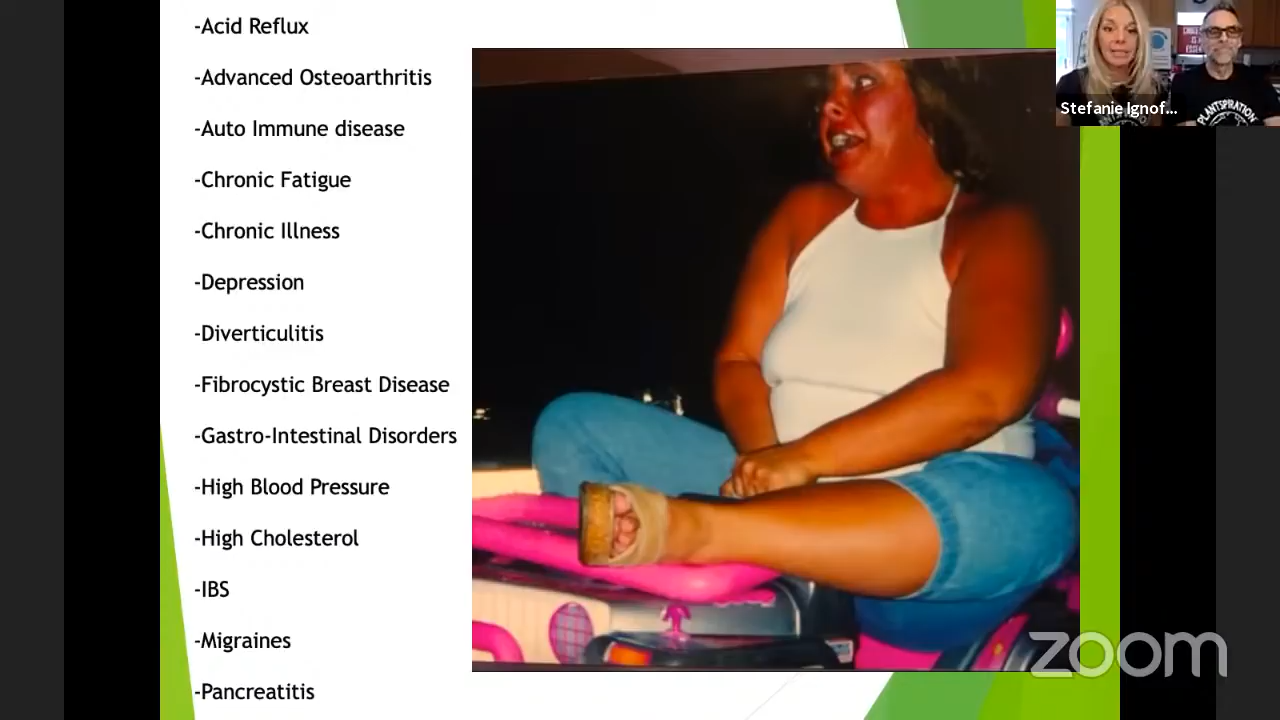 -Acid Reflux
-Advanced Osteoarthritis
-Auto Immune disease
-Chronic Fatigue
-Chronic Illness
-Depression
-Diverticulitis
-Fibrocystic Breast Disease
-Gastro-Intestinal Disorders
-High Blood Pressure
-High Cholesterol
-IBS
-Migraines
-Pancreatitis
Stefanie Ignof...
PLANTSPIRATION
zoom